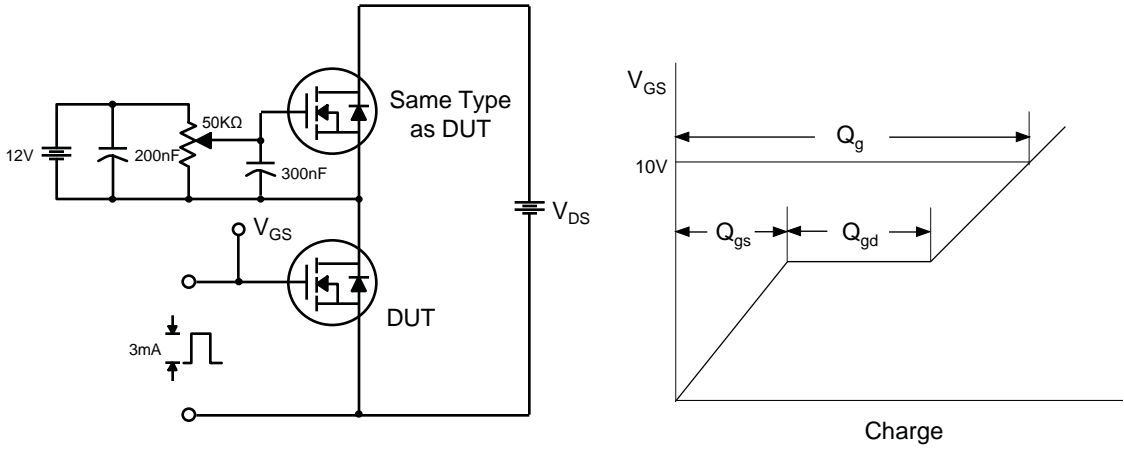 Same Type
as DUT
50KΩ
12V
200nF
300nF
V_GS
V_DS
DUT
3mA
V_GS
Q_g
10V
Q_gs
Q_gd
Charge